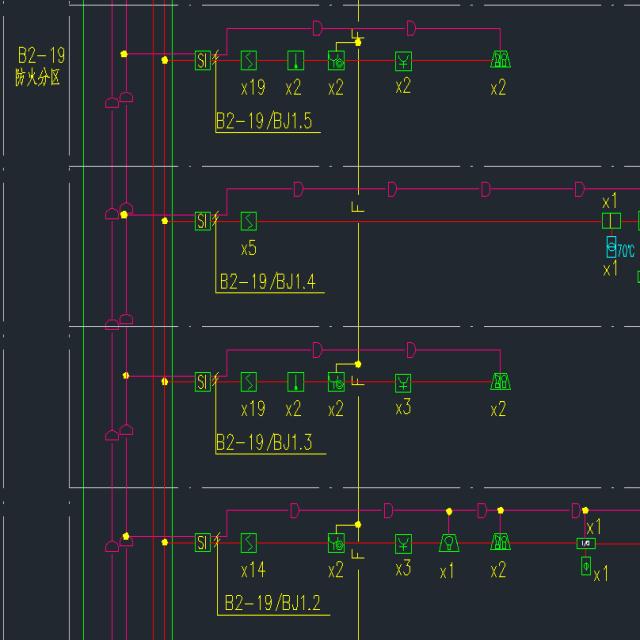 B2-19
防火分区
D D
SI
x19 x2 x2 x2 x2
F
B2-19/BJ1.5
D D D D
SI
F
x1
70℃
x5
x1
B2-19/BJ1.4
D D
SI
F
x19 x2 x2 x3 x2
B2-19/BJ1.3
D D D D
x1
SI
F
x14 x2 x3 x1 x2 x1
B2-19/BJ1.2